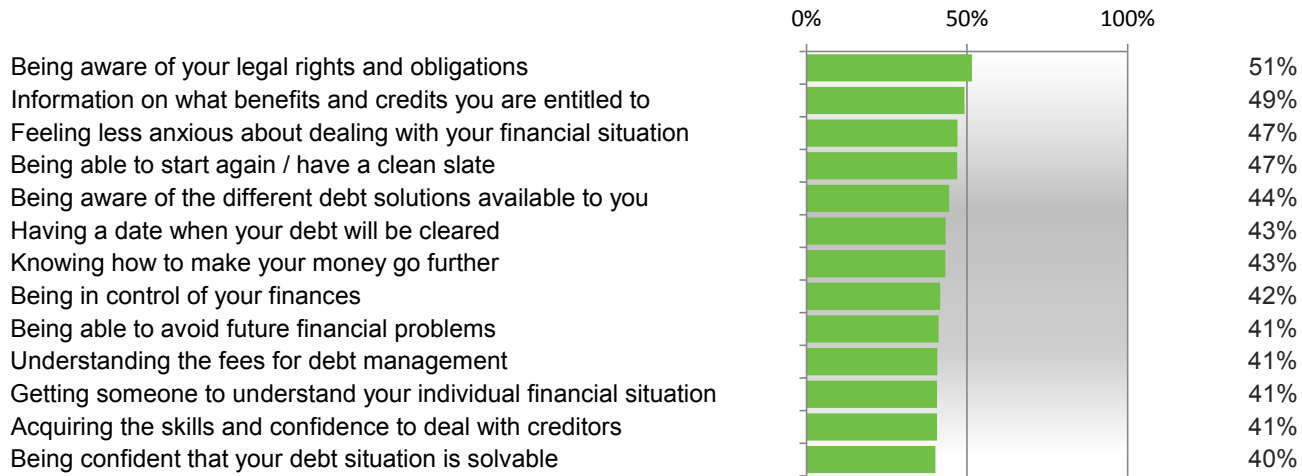 0% 50% 100%
Being aware of your legal rights and obligations 51%
Information on what benefits and credits you are entitled to 49%
Feeling less anxious about dealing with your financial situation 47%
Being able to start again / have a clean slate 47%
Being aware of the different debt solutions available to you 44%
Having a date when your debt will be cleared 43%
Knowing how to make your money go further 43%
Being in control of your finances 42%
Being able to avoid future financial problems 41%
Understanding the fees for debt management 41%
Getting someone to understand your individual financial situation 41%
Acquiring the skills and confidence to deal with creditors 41%
Being confident that your debt situation is solvable 40%